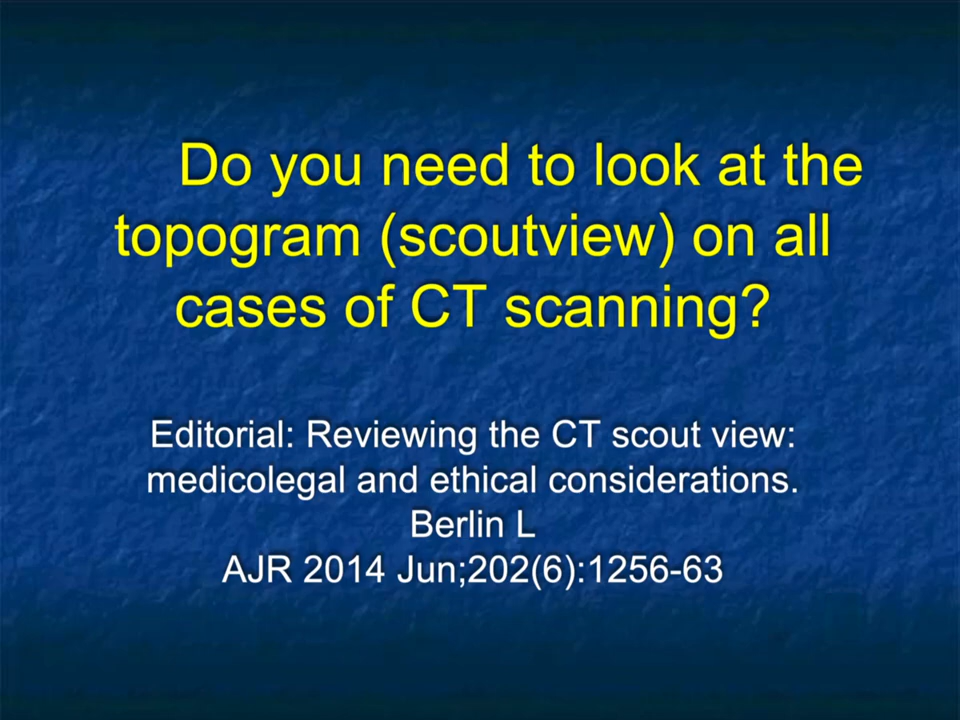 Do you need to look at the
topogram (scoutview) on all
cases of CT scanning?
Editorial: Reviewing the CT scout view:
medicolegal and ethical considerations.
Berlin L
AJR 2014 Jun;202(6):1256-63